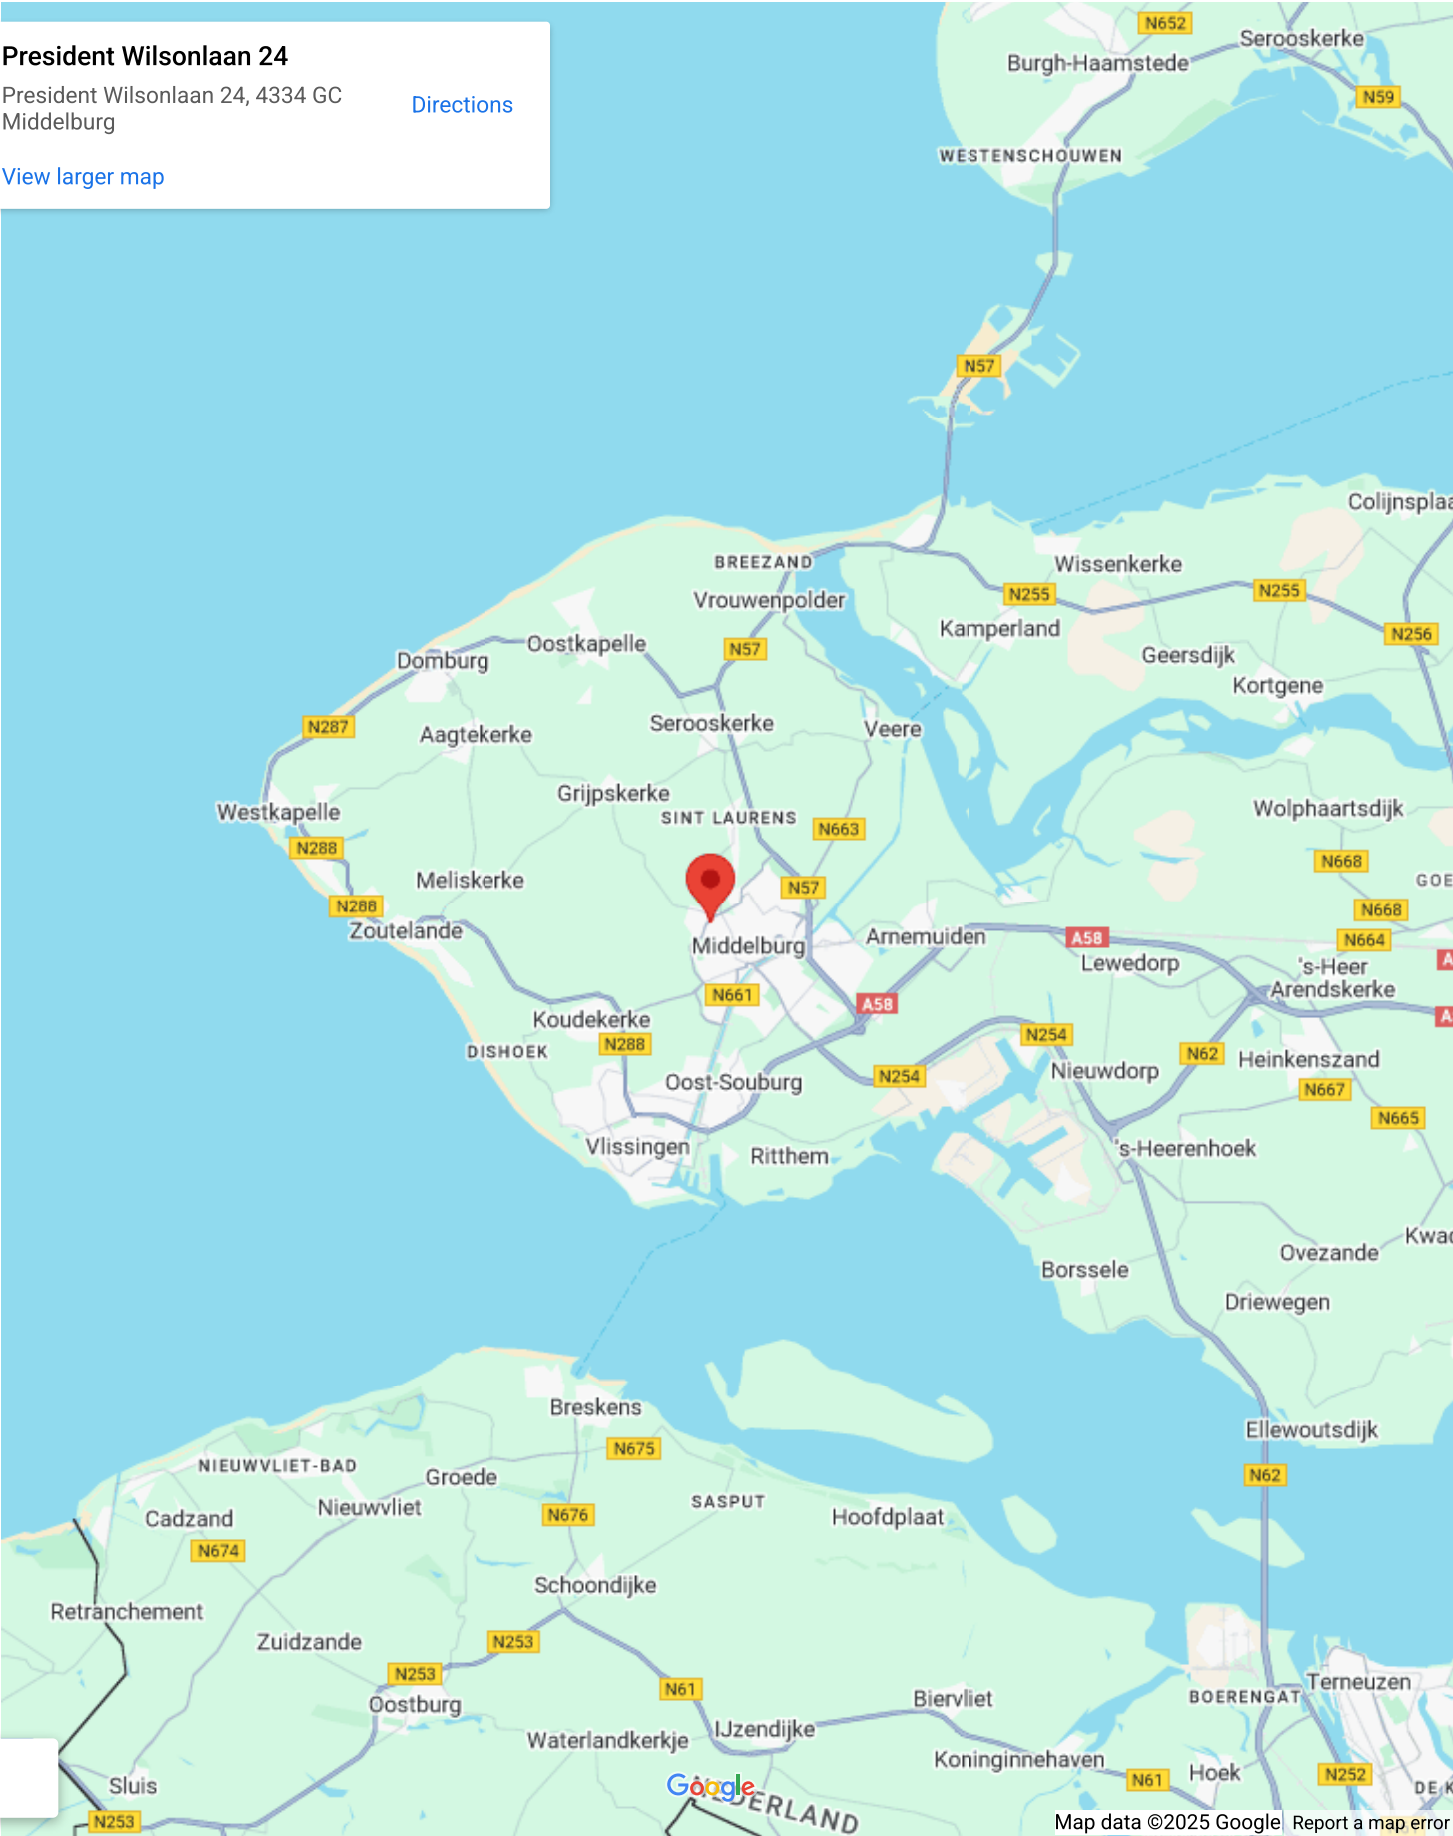 President Wilsonlaan 24
President Wilsonlaan 24, 4334 GC
Middelburg
Directions
View larger map
N652
Serooskerke
Burgh-Haamstede
N59
WESTENSCHOUWEN
N57
Colijnsplaa
BREEZAND
Wissenkerke
Vrouwenpolder
N255
N255
Kamperland
N256
Oostkapelle
N57
Domburg
Geersdijk
Kortgene
N287
Serooskerke
Veere
Aagtekerke
Grijpskerke
Westkapelle
SINT LAURENS
N663
Wolphaartsdijk
N288
N668
Meliskerke
N57
GOE
N288
N668
Zoutelande
Middelburg
Arnemuiden
A58
N664
Lewedorp
's-Heer
Arendskerke
A
N661
A58
A
Koudekerke
N288
DISHOEK
N254
N62
Heinkenszand
Nieuwdorp
N254
Oost-Souburg
N667
N665
Vlissingen
Ritthem
's-Heerenhoek
Kwad
Ovezande
Borssele
Driewegen
Breskens
Ellewoutsdijk
N675
NIEUWVLIET-BAD
Groede
N62
SASPUT
Nieuwvliet
Cadzand
N676
Hoofdplaat
N674
Schoondijke
Retranchement
Zuidzande
N253
N253
N61
Terneuzen
BOERENGAT
Biervliet
Oostburg
IJzendijke
Waterlandkerkje
Koninginnehaven
Hoek
N61
N252
Sluis
DE K
Google
N253
Map data ©2025 Google
Report a map error